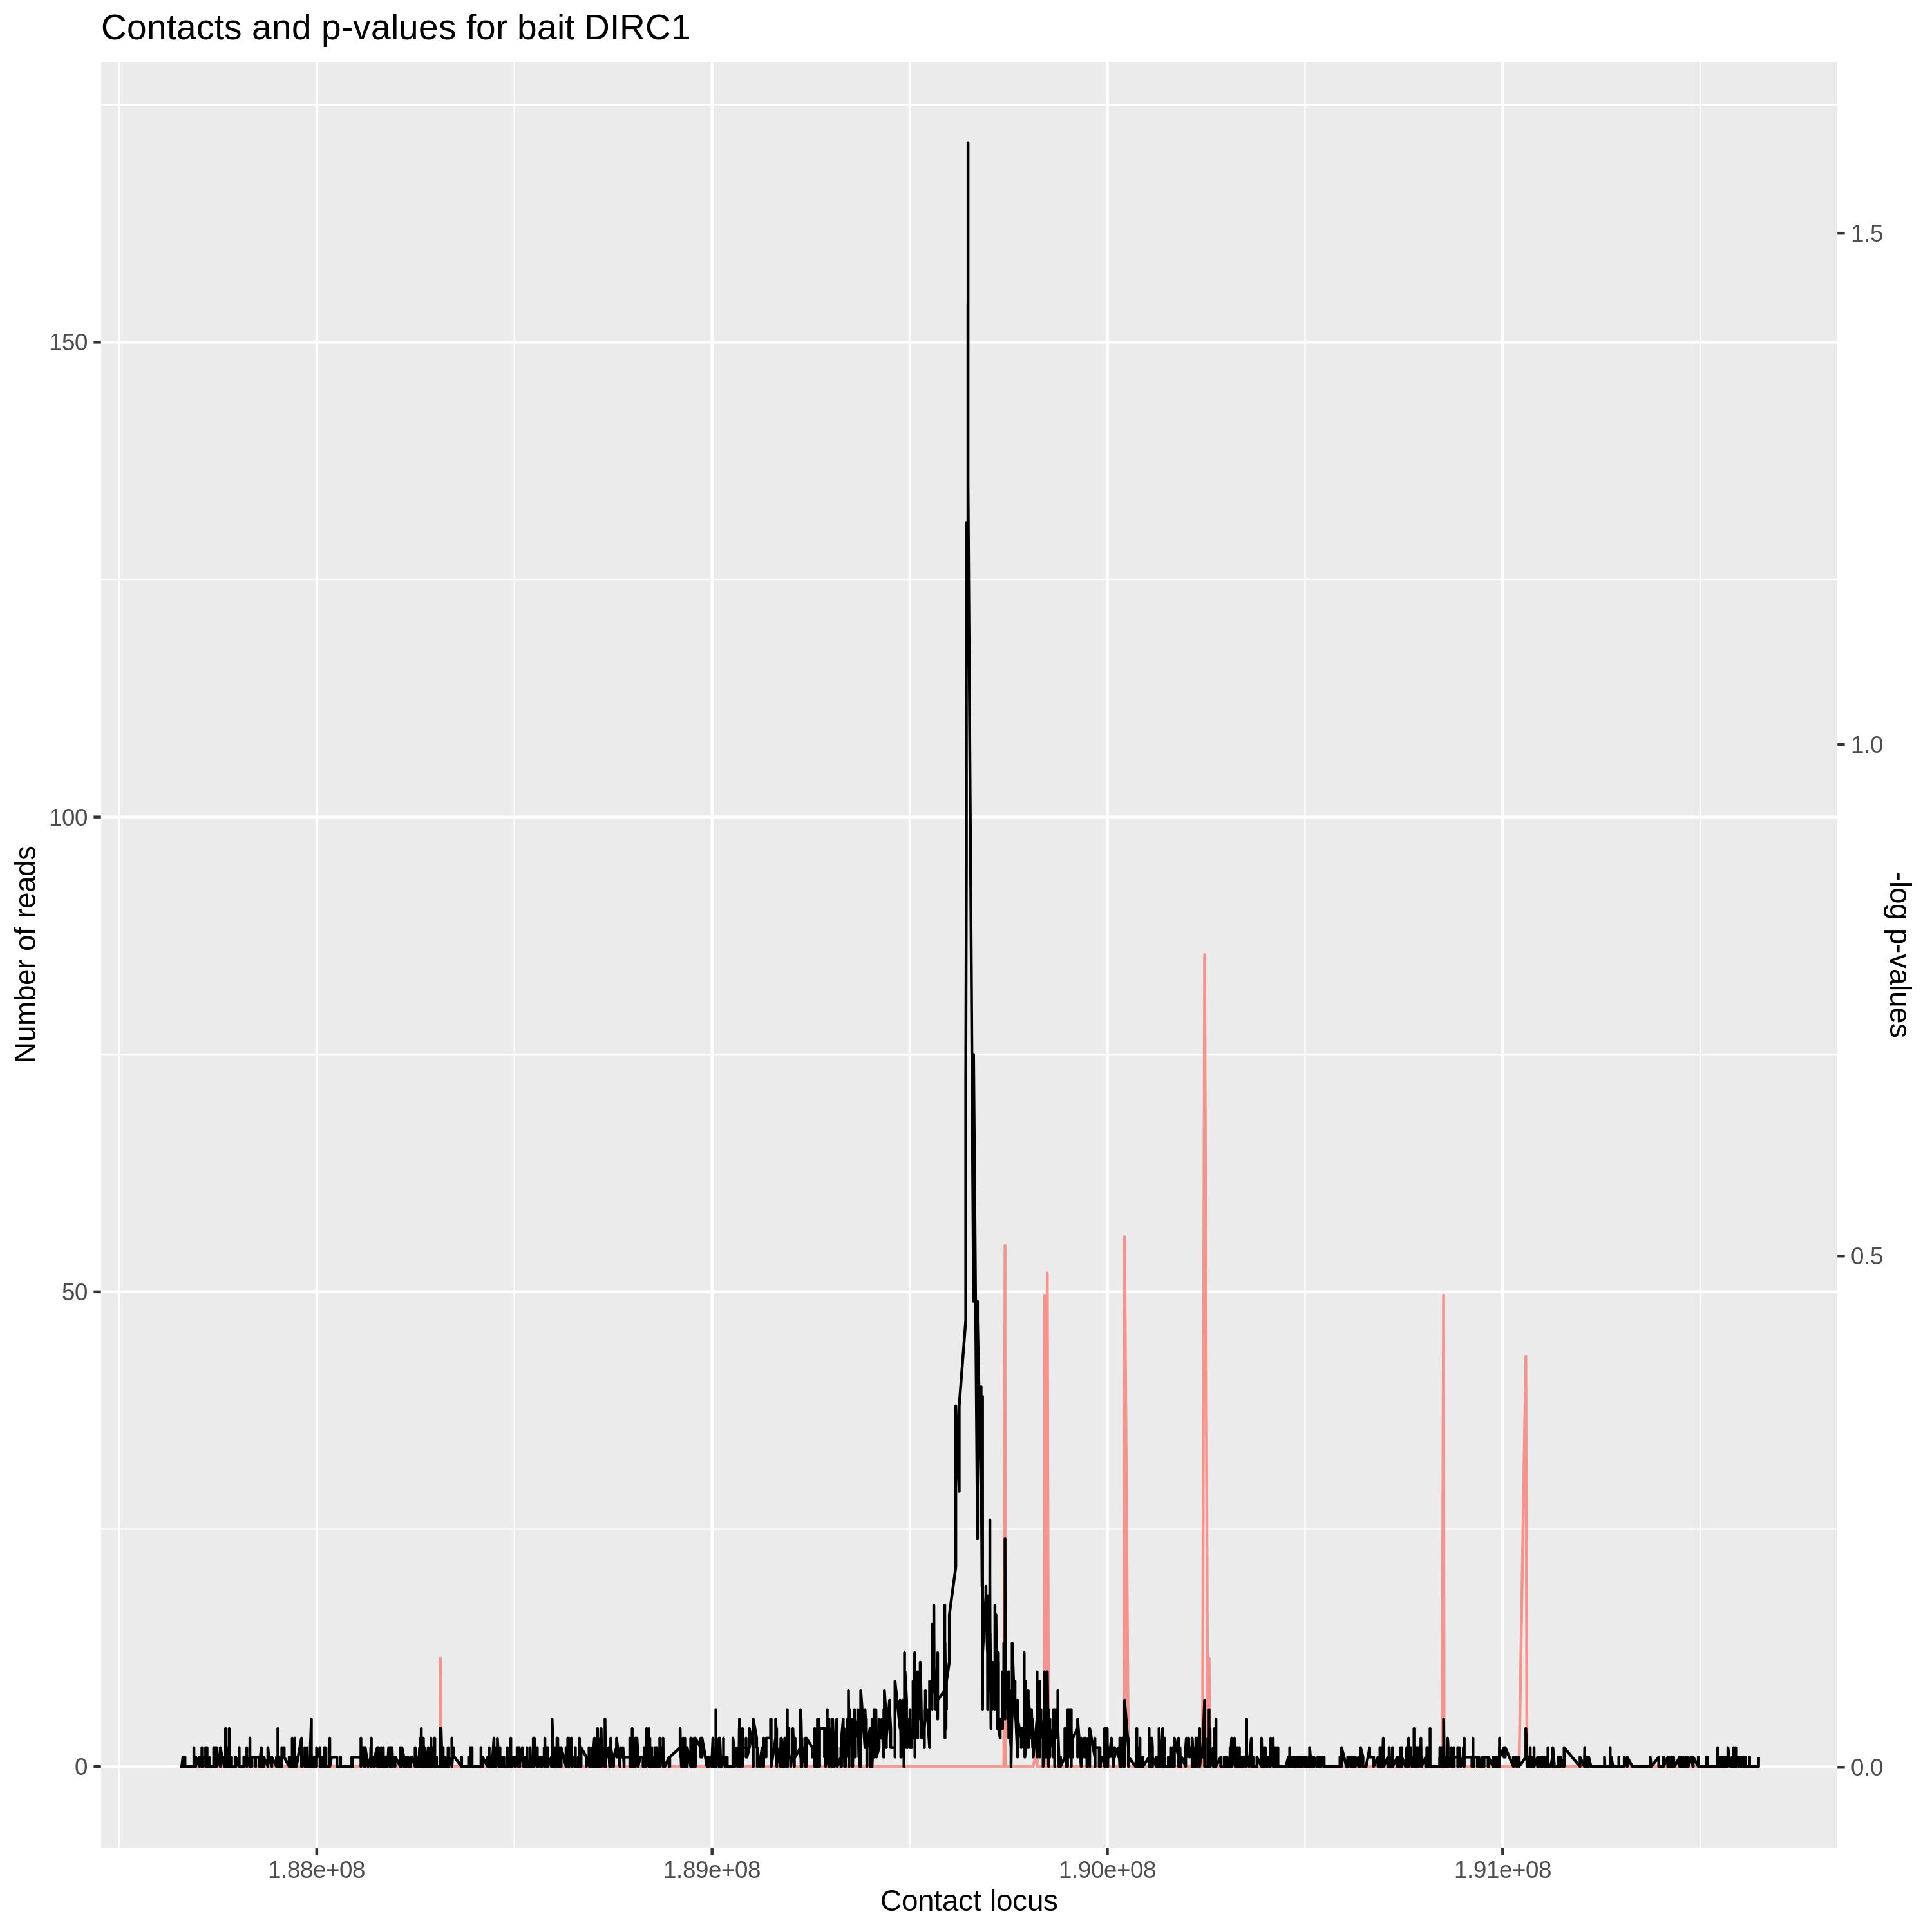 Contacts and p-values for bait DIRC1
150
100
50
0
Number of reads
1.5
1.0
0.5
0.0
-log p-values
1.88e+08
1.89e+08
1.90e+08
1.91e+08
Contact locus